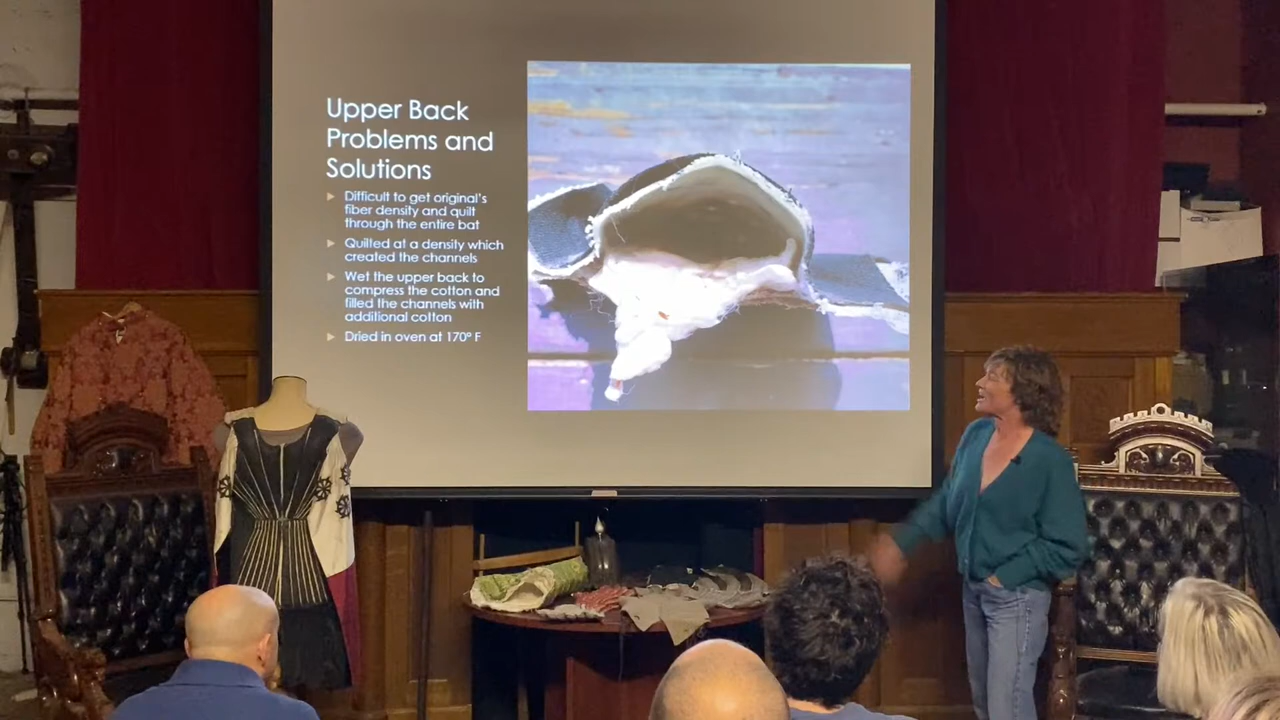 Upper Back
Problems and
Solutions
Difficult to get original's
fiber density and quilt
through the entire bat
Quilted at a density which
created the channels
Wet the upper back to
compress the cotton and
filled the channels with
additional cotton
Dried in oven at 170° F